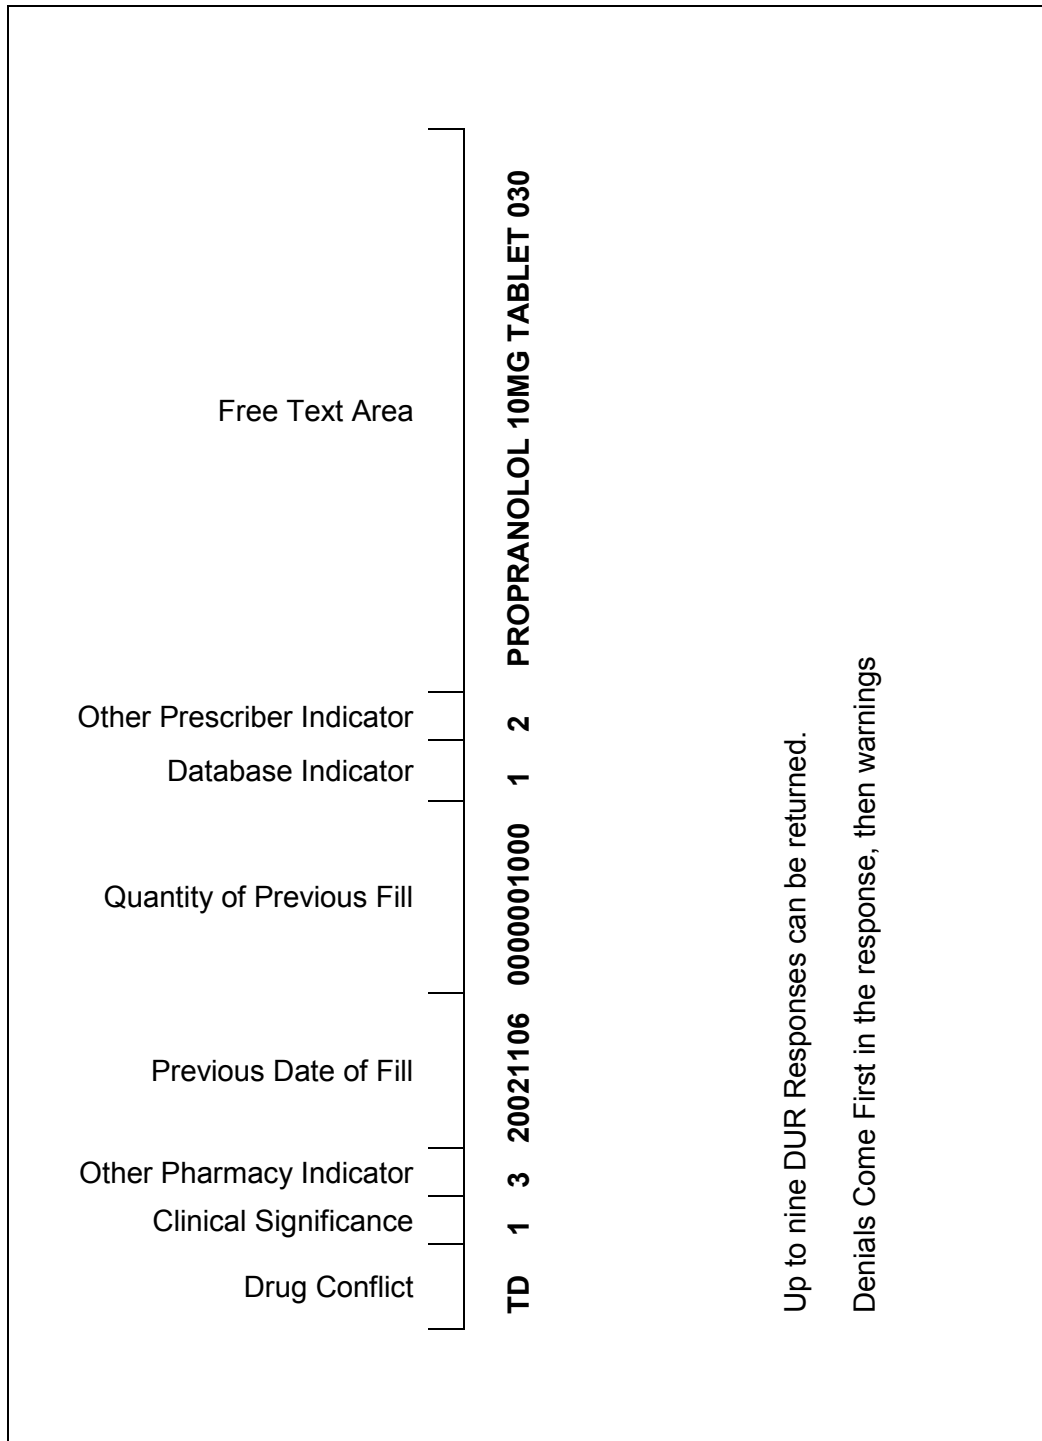 Free Text Area
Other Prescriber Indicator
Database Indicator
Quantity of Previous Fill
Previous Date of Fill
Other Pharmacy Indicator
Clinical Significance
Drug Conflict
TD 1 3 20021106 0000001000 1 2 PROPRANOLOL 10MG TABLET 030
Up to nine DUR Responses can be returned.
Denials Come First in the response, then warnings